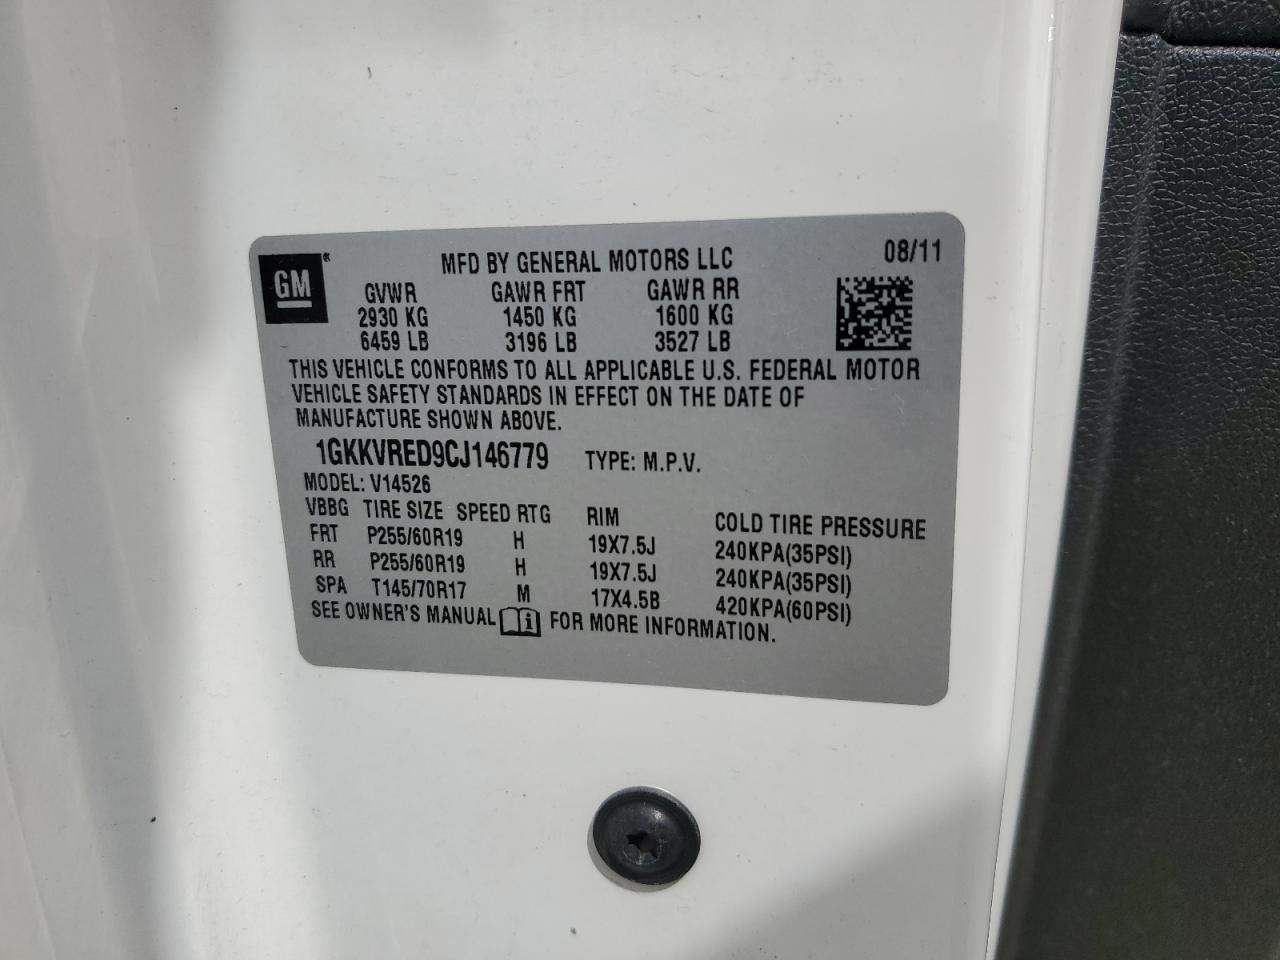 GM®
MFD BY GENERAL MOTORS LLC 08/11
GVWR GAWR FRT GAWR RR
2930 KG 1450 KG 1600 KG
6459 LB 3196 LB 3527 LB
THIS VEHICLE CONFORMS TO ALL APPLICABLE U.S. FEDERAL MOTOR
VEHICLE SAFETY STANDARDS IN EFFECT ON THE DATE OF
MANUFACTURE SHOWN ABOVE.
1GKKVRED9CJ146779 TYPE: M.P.V.
MODEL: V14526
VBBG TIRE SIZE SPEED RTG RIM COLD TIRE PRESSURE
FRT P255/60R19 H 19X7.5J 240KPA(35PSI)
RR P255/60R19 H 19X7.5J 240KPA(35PSI)
SPA T145/70R17 M 17X4.5B 420KPA(60PSI)
SEE OWNER'S MANUAL FOR MORE INFORMATION.